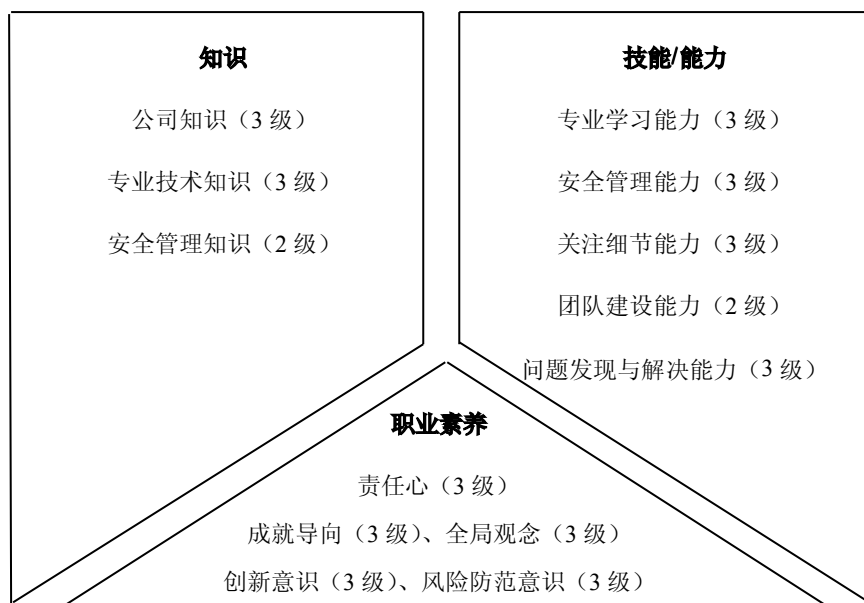 知识
公司知识（3 级）
专业技术知识（3 级）
安全管理知识（2 级）
技能/能力
专业学习能力（3 级）
安全管理能力（3 级）
关注细节能力（3 级）
团队建设能力（2 级）
问题发现与解决能力（3 级）
职业素养
责任心（3 级）
成就导向（3 级）、全局观念（3 级）
创新意识（3 级）、风险防范意识（3 级）